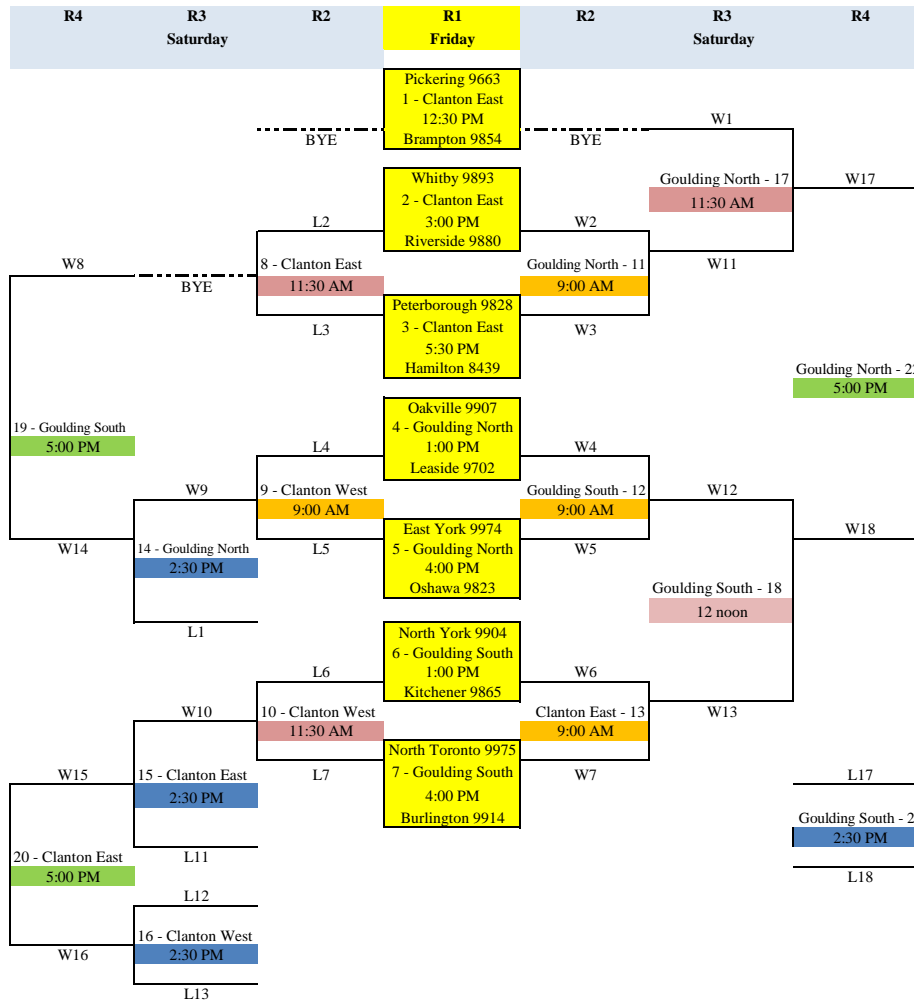 R4 R3 R2 R1 R2 R3 R4
Saturday Friday Saturday
Pickering 9663
1 - Clanton East
12:30 PM W1
BYE Brampton 9854 BYE
Whitby 9893 Goulding North - 17 W17
2 - Clanton East 11:30 AM
L2 3:00 PM W2
Riverside 9880
W8 8 - Clanton East Goulding North - 11 W11
BYE 11:30 AM 9:00 AM
Peterborough 9828
L3 3 - Clanton East W3
5:30 PM
Hamilton 8439 Goulding North - 2
5:00 PM
Oakville 9907
19 - Goulding South 4 - Goulding North
5:00 PM L4 1:00 PM W4
Leaside 9702
W9 9 - Clanton West Goulding South - 12 W12
9:00 AM 9:00 AM
East York 9974 W18
W14 14 - Goulding North L5 5 - Goulding North W5
2:30 PM 4:00 PM
Oshawa 9823 Goulding South - 18
12 noon
L1 North York 9904
6 - Goulding South
L6 1:00 PM W6
Kitchener 9865
W10 10 - Clanton West Clanton East - 13 W13
11:30 AM 9:00 AM
North Toronto 9975
W15 15 - Clanton East L7 7 - Goulding South W7 L17
2:30 PM 4:00 PM
Burlington 9914 Goulding South - 2
2:30 PM
20 - Clanton East L11
5:00 PM L18
L12
W16 16 - Clanton West
2:30 PM
L13